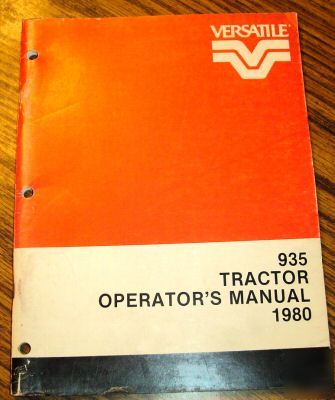 VERSATILE
935
TRACTOR
OPERATOR'S MANUAL
1980